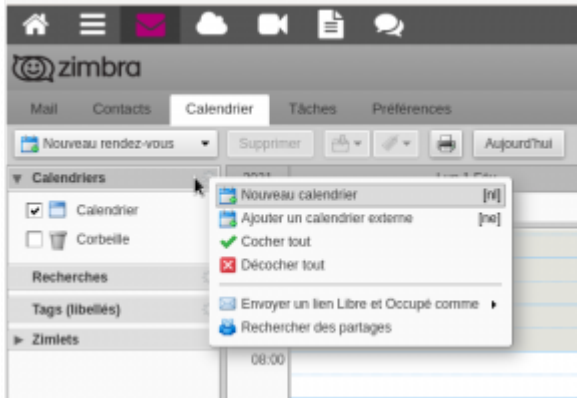 zimbra
Mail Contacts Calendrier Tâches Préférences
Nouveau rendez-vous Supprimer Aujourd'hui
Calendriers
Nouveau calendrier [nl]
Calendrier
Ajouter un calendrier externe [ne]
Corbeille
Cocher tout
Décocher tout
Recherches
Tags (libellés)
Envoyer un lien Libre et Occupé comme
Rechercher des partages
Zimlets
08:00